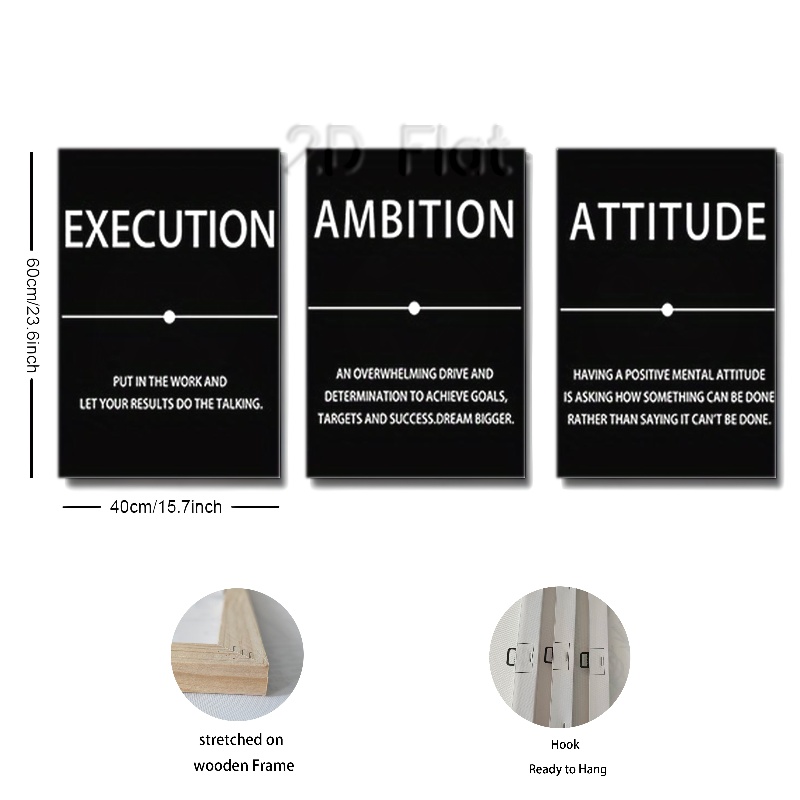 2D Flat
EXECUTION
PUT IN THE WORK AND
LET YOUR RESULTS DO THE TALKING.
AMBITION
AN OVERWHELMING DRIVE AND
DETERMINATION TO ACHIEVE GOALS,
TARGETS AND SUCCESS.DREAM BIGGER.
ATTITUDE
HAVING A POSITIVE MENTAL ATTITUDE
IS ASKING HOW SOMETHING CAN BE DONE
RATHER THAN SAYING IT CAN'T BE DONE.
60cm/23.6inch
40cm/15.7inch
stretched on
wooden Frame
Hook
Ready to Hang